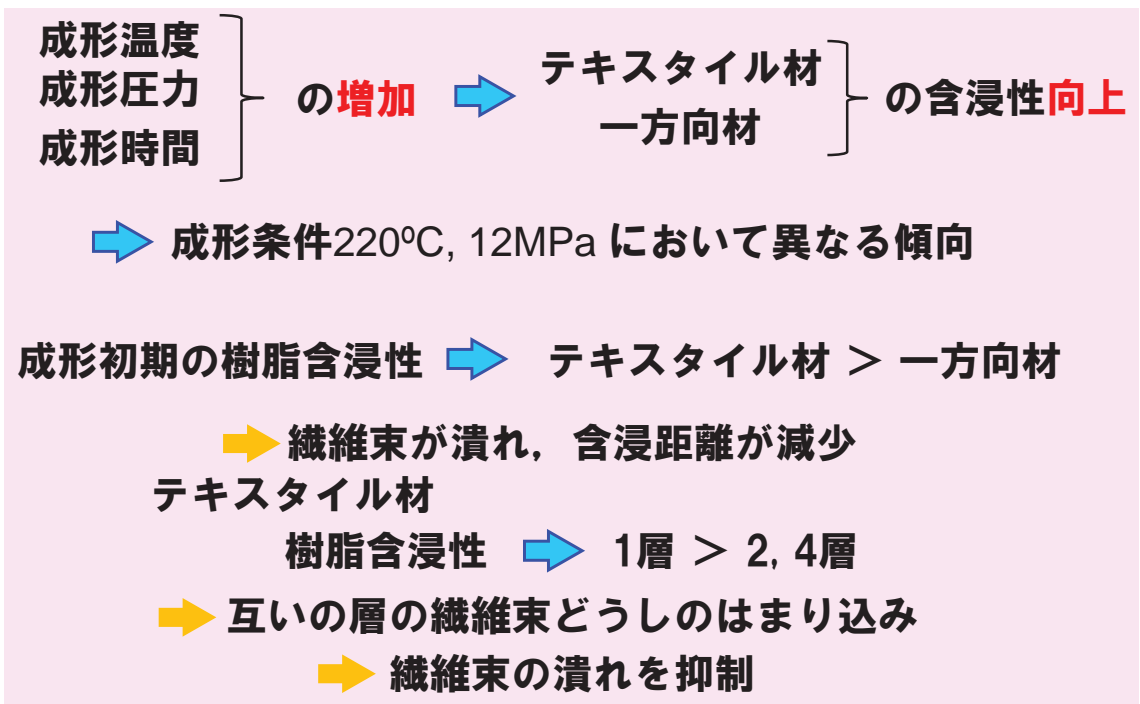 成形温度
成形圧力
成形時間
の増加
テキスタイル材
一方向材
の含浸性向上
成形条件220ºC, 12MPa において異なる傾向
成形初期の樹脂含浸性 テキスタイル材 ＞ 一方向材
繊維束が潰れ，含浸距離が減少
テキスタイル材
樹脂含浸性 1層 ＞ 2, 4層
互いの層の繊維束どうしのはまり込み
繊維束の潰れを抑制